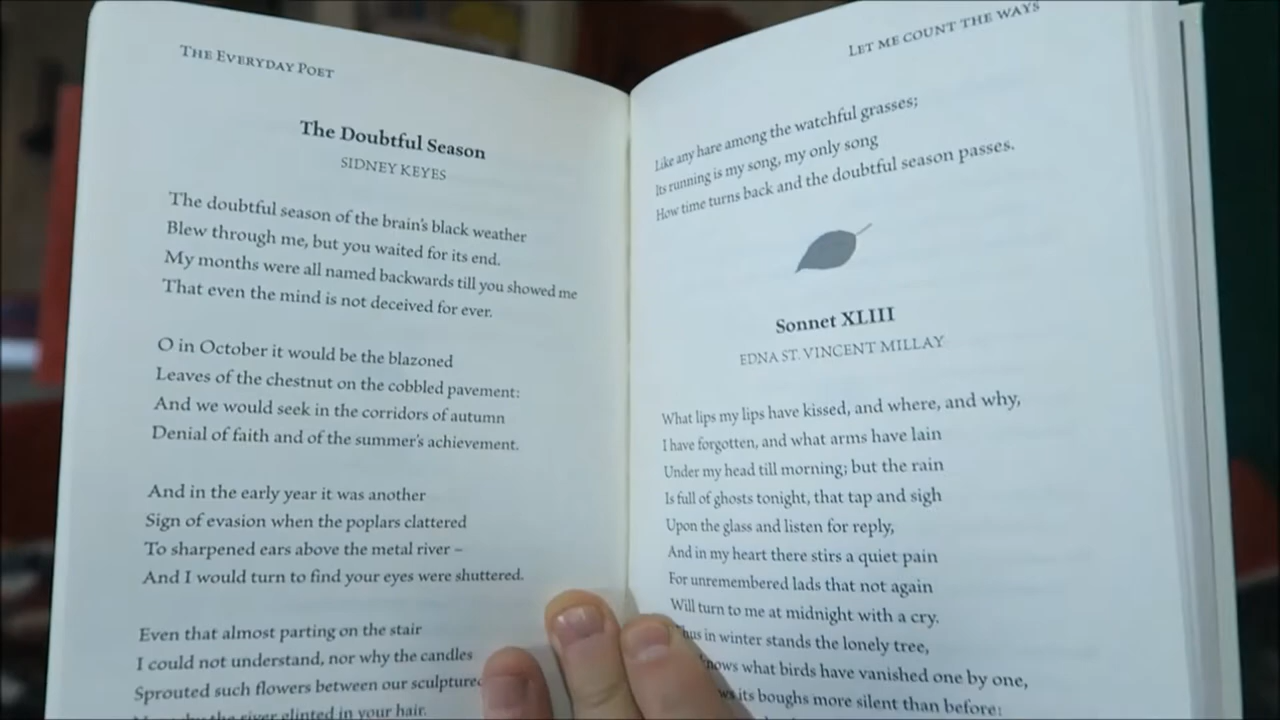 THE EVERYDAY POET
The Doubtful Season
SIDNEY KEYES
The doubtful season of the brain's black weather
Blew through me, but you waited for its end.
My months were all named backwards till you showed me
That even the mind is not deceived for ever.
O in October it would be the blazoned
Leaves of the chestnut on the cobbled pavement:
And we would seek in the corridors of autumn
Denial of faith and of the summer's achievement.
And in the early year it was another
Sign of evasion when the poplars clattered
To sharpened ears above the metal river –
And I would turn to find your eyes were shuttered.
Even that almost parting on the stair
I could not understand, nor why the candles
Sprouted such flowers between our
the river glinted in your hair.
LET ME COUNT THE WAYS
Like any hare among the watchful grasses;
Its running is my song, my only song
How time turns back and the doubtful season passes.
Sonnet XLIII
EDNA ST. VINCENT MILLAY
What lips my lips have kissed, and where, and why,
I have forgotten, and what arms have lain
Under my head till morning; but the rain
Is full of ghosts tonight, that tap and sigh
Upon the glass and listen for reply,
And in my heart there stirs a quiet pain
For unremembered lads that not again
Will turn to me at midnight with a cry.
Thus in winter stands the lonely tree,
knows what birds have vanished one by one,
its boughs more silent than before: